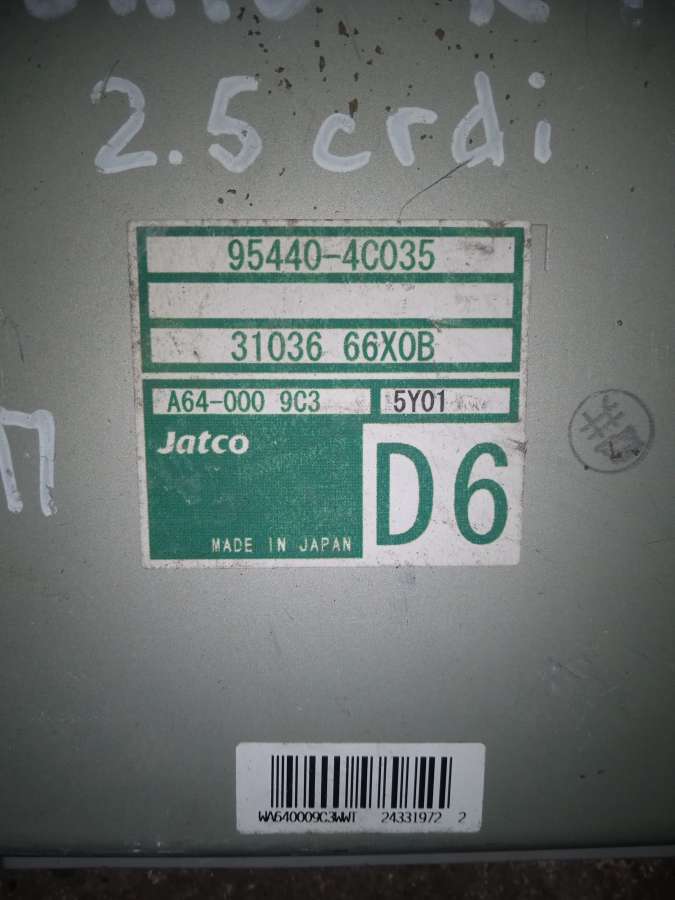 2.5 crdi
95440-4C035
31036 66X0B
A64-000 9C3 5Y01
Jatco
D6
MADE IN JAPAN
П
WA640009C3WWT 24331972 2